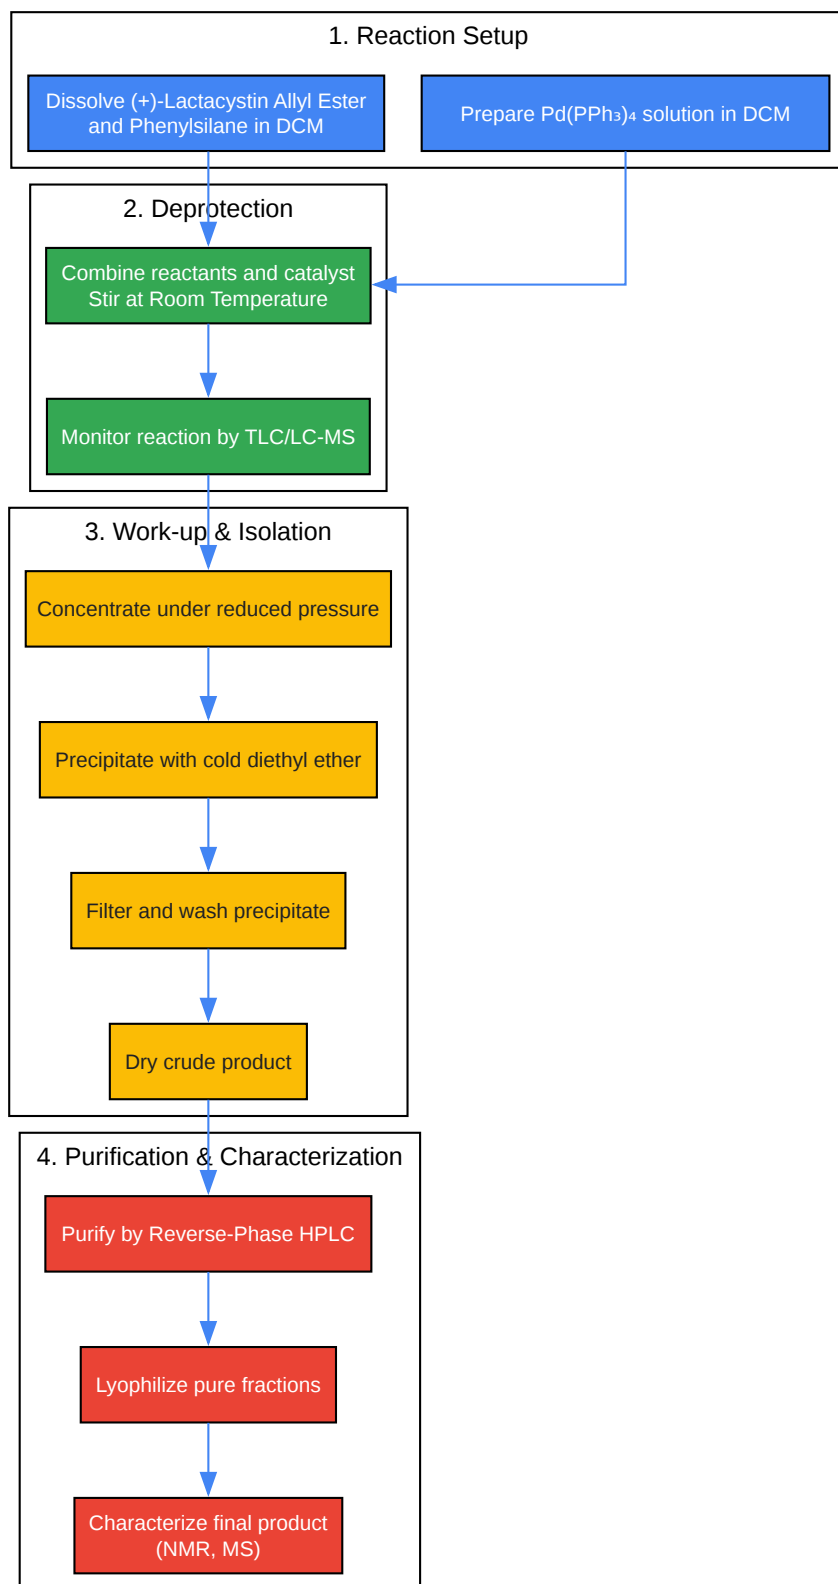 1. Reaction Setup
Dissolve (+)-Lactacystin Allyl Ester
and Phenylsilane in DCM
Prepare Pd(PPh₃)₄ solution in DCM
2. Deprotection
Combine reactants and catalyst
Stir at Room Temperature
Monitor reaction by TLC/LC-MS
3. Work-up & Isolation
Concentrate under reduced pressure
Precipitate with cold diethyl ether
Filter and wash precipitate
Dry crude product
4. Purification & Characterization
Purify by Reverse-Phase HPLC
Lyophilize pure fractions
Characterize final product
(NMR, MS)